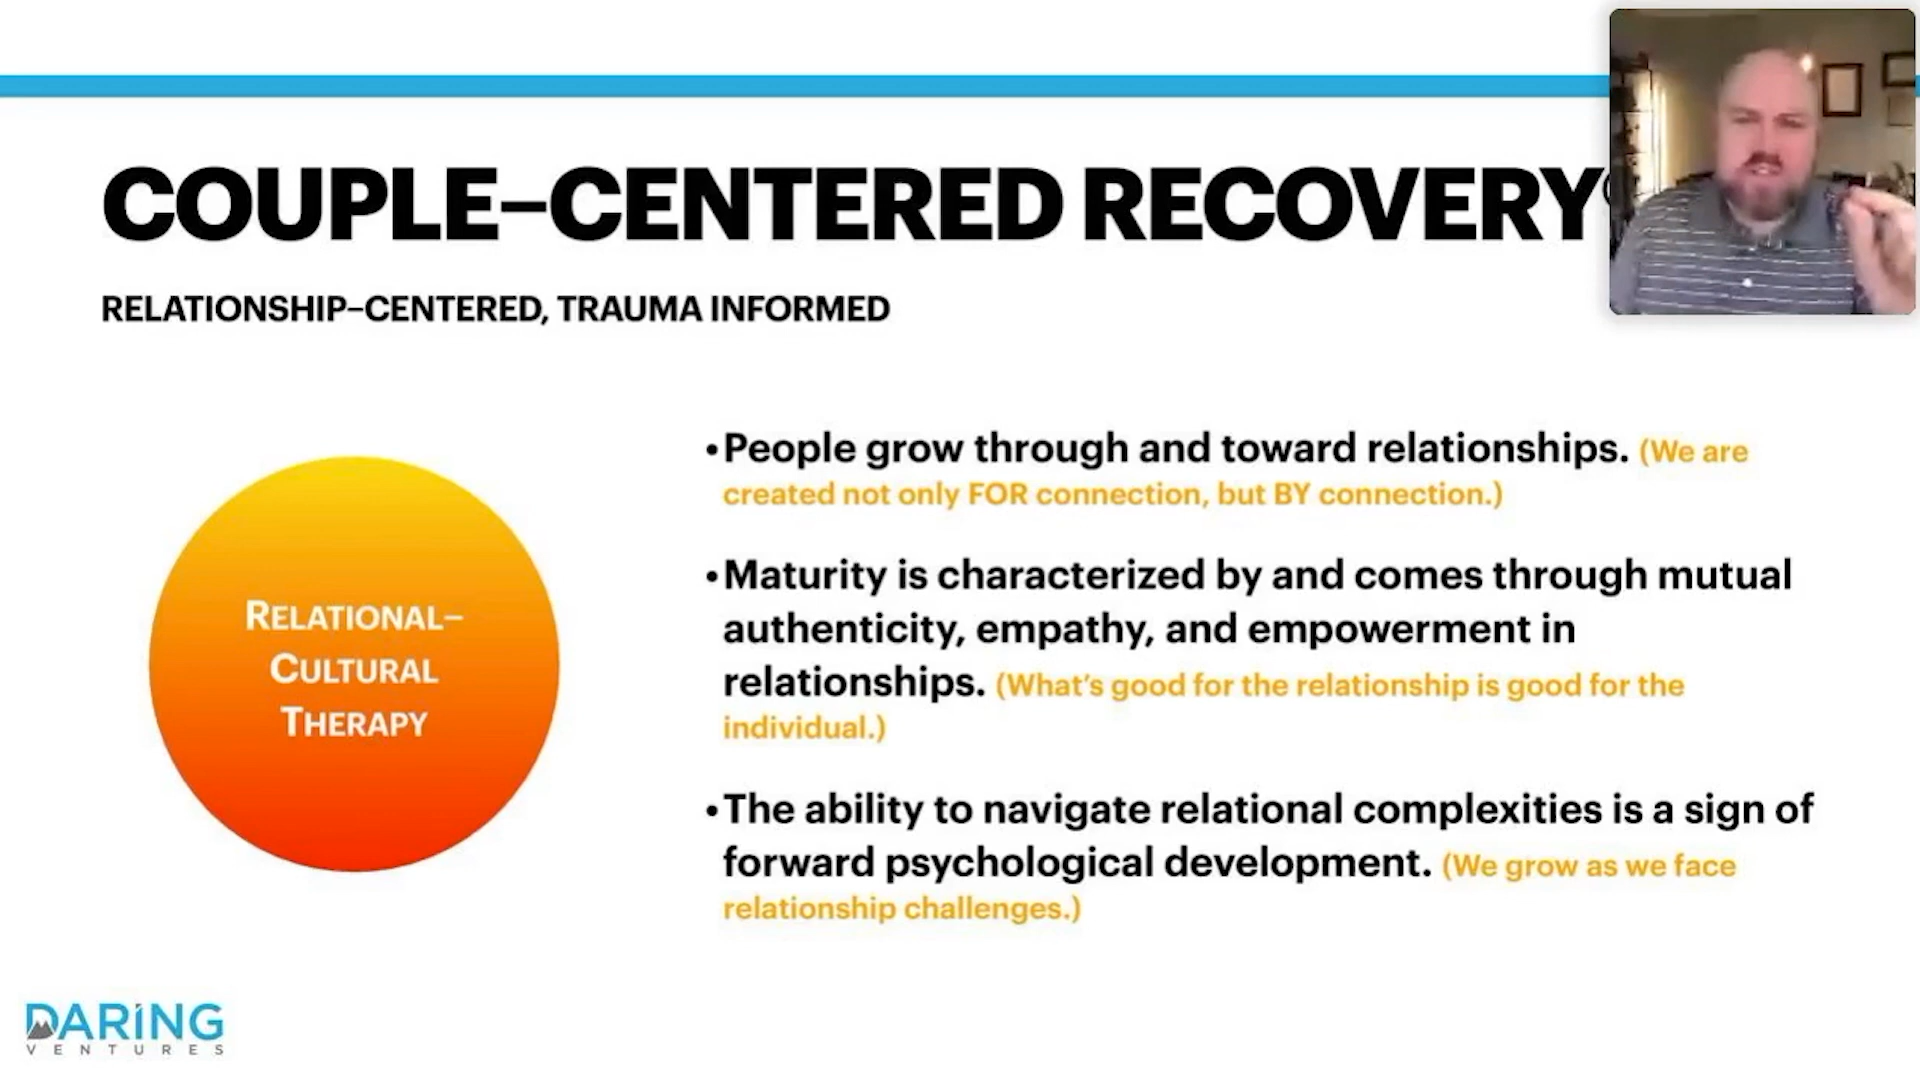 COUPLE–CENTERED RECOVERY
RELATIONSHIP–CENTERED, TRAUMA INFORMED
RELATIONAL–
CULTURAL
THERAPY
•People grow through and toward relationships. (We are
created not only FOR connection, but BY connection.)
•Maturity is characterized by and comes through mutual
authenticity, empathy, and empowerment in
relationships. (What’s good for the relationship is good for the
individual.)
•The ability to navigate relational complexities is a sign of
forward psychological development. (We grow as we face
relationship challenges.)
DARING
VENTURES